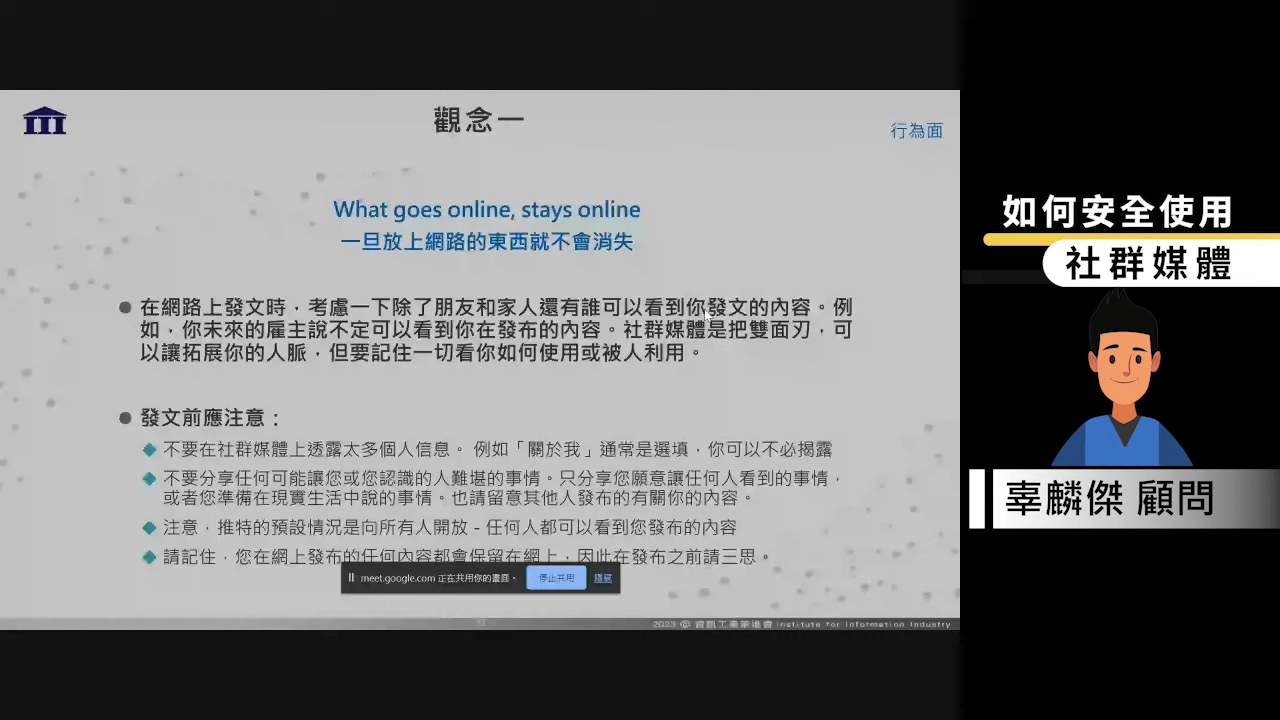 觀念一
行為面
What goes online, stays online
一旦放上網路的東西就不會消失
在網路上發文時，考慮一下除了朋友和家人還有誰可以看到你發文的內容。例
如，你未來的雇主說不定可以看到你在發布的內容。社群媒體是把雙面刃，可
以讓拓展你的人脈，但要記住一切看你如何使用或被人利用。
發文前應注意：
不要在社群媒體上透露太多個人信息。 例如「關於我」通常是選填，你可以不必揭露
不要分享任何可能讓您或您認識的人難堪的事情。只分享您願意讓任何人看到的事情，
或者您準備在現實生活中說的事情。也請留意其他人發布的有關你的內容。
注意，推特的預設情況是向所有人開放 - 任何人都可以看到您發布的內容
請記住，您在網上發布的任何內容都會保留在網上，因此在發布之前請三思。
meet.google.com 正在共用你的畫面。
停止共用
隱藏
2023 © 資訊工業策進會 Institute for Information Industry
如何安全使用
社群媒體
辜麟傑 顧問